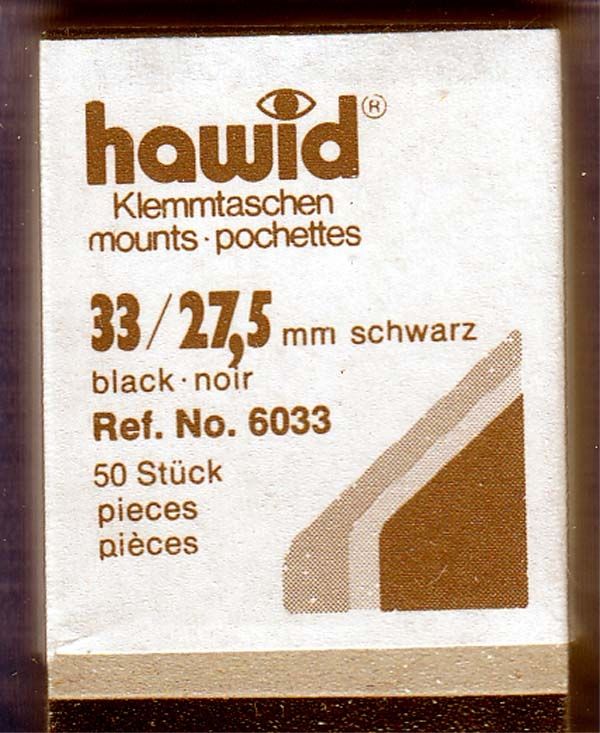 hawid®
Klemmtaschen
mounts · pochettes
33/27,5 mm schwarz
black · noir
Ref. No. 6033
50 Stück
pieces
pièces